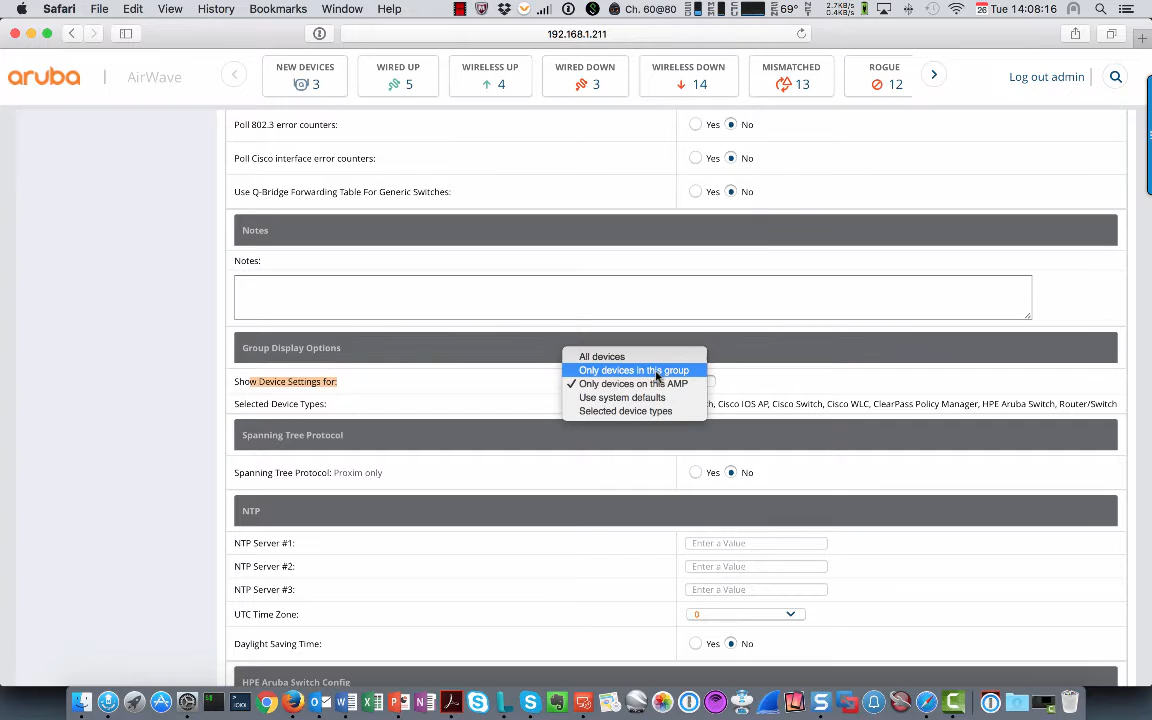 Safari File Edit View History Bookmarks Window Help Ch. 60@80 69° 2.7KB/s 0.4KB/s Tue 14:08:16
192.168.1.211
aruba | AirWave
NEW DEVICES 3
WIRED UP 5
WIRELESS UP 4
WIRED DOWN 3
WIRELESS DOWN 14
MISMATCHED 13
ROGUE 12
Log out admin
Poll 802.3 error counters: Yes No
Poll Cisco interface error counters: Yes No
Use Q-Bridge Forwarding Table For Generic Switches: Yes No
Notes
Notes:
Group Display Options
All devices
Only devices in this group
Only devices on this AMP
Use system defaults
Selected device types
Show Device Settings for:
Selected Device Types: Cisco IOS AP, Cisco Switch, Cisco WLC, ClearPass Policy Manager, HPE Aruba Switch, Router/Switch
Spanning Tree Protocol
Spanning Tree Protocol: Proxim only Yes No
NTP
NTP Server #1: Enter a Value
NTP Server #2: Enter a Value
NTP Server #3: Enter a Value
UTC Time Zone: 0
Daylight Saving Time: Yes No
HPE Aruba Switch Config